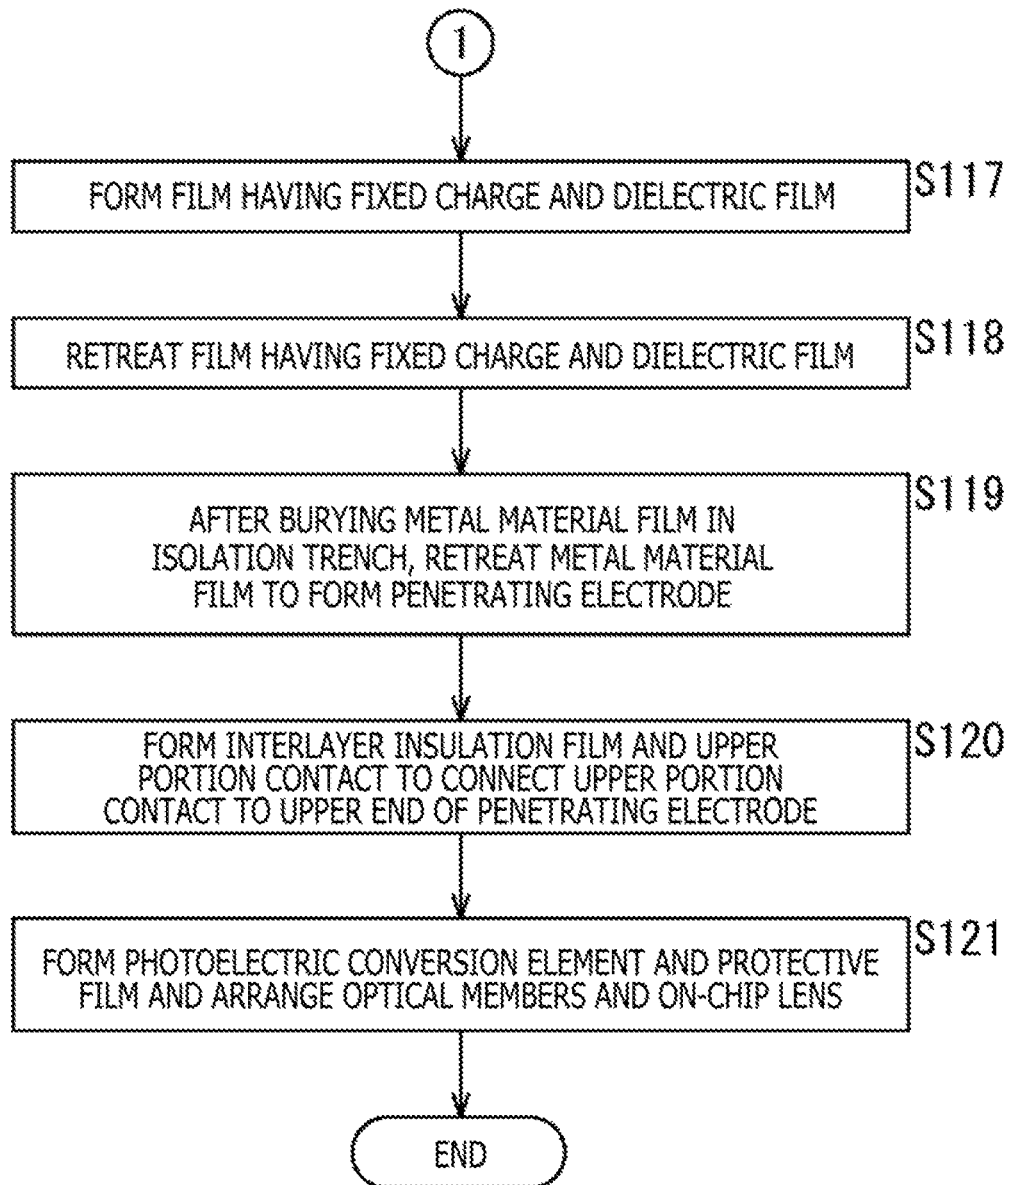 1
FORM FILM HAVING FIXED CHARGE AND DIELECTRIC FILM
S117
RETREAT FILM HAVING FIXED CHARGE AND DIELECTRIC FILM
S118
AFTER BURYING METAL MATERIAL FILM IN
ISOLATION TRENCH, RETREAT METAL MATERIAL
FILM TO FORM PENETRATING ELECTRODE
S119
FORM INTERLAYER INSULATION FILM AND UPPER
PORTION CONTACT TO CONNECT UPPER PORTION
CONTACT TO UPPER END OF PENETRATING ELECTRODE
S120
FORM PHOTOELECTRIC CONVERSION ELEMENT AND PROTECTIVE
FILM AND ARRANGE OPTICAL MEMBERS AND ON-CHIP LENS
S121
END